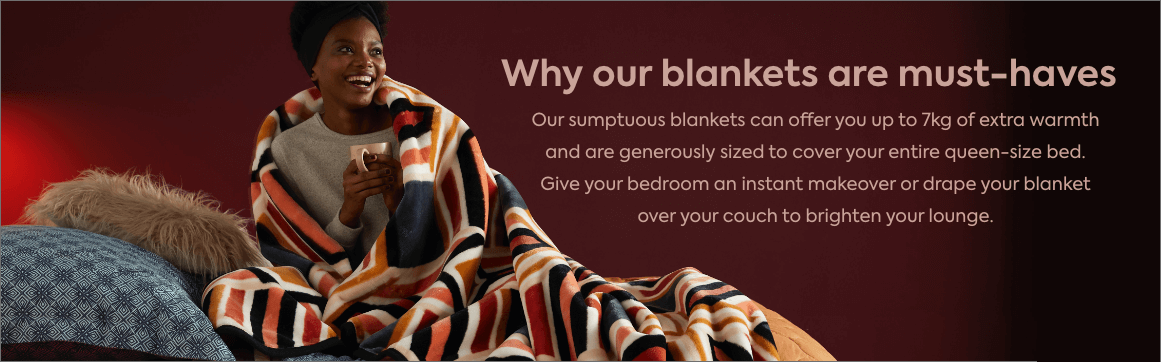 Why our blankets are must-haves
Our sumptuous blankets can offer you up to 7kg of extra warmth
and are generously sized to cover your entire queen-size bed.
Give your bedroom an instant makeover or drape your blanket
over your couch to brighten your lounge.